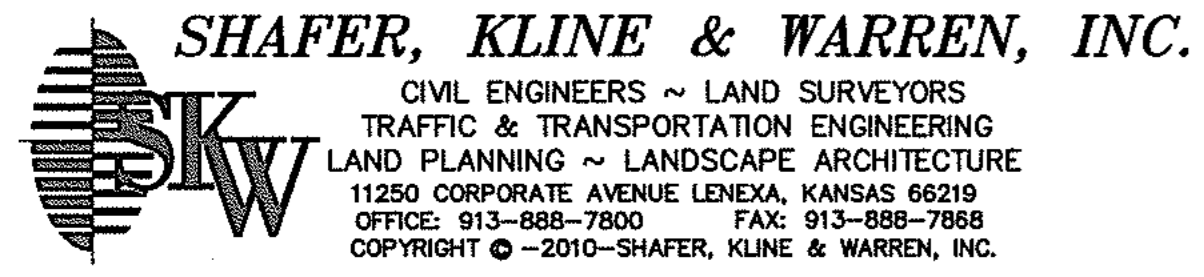 SHAFER, KLINE & WARREN, INC.
SKW
CIVIL ENGINEERS ~ LAND SURVEYORS
TRAFFIC & TRANSPORTATION ENGINEERING
LAND PLANNING ~ LANDSCAPE ARCHITECTURE
11250 CORPORATE AVENUE LENEXA, KANSAS 66219
OFFICE: 913-888-7800 FAX: 913-888-7868
COPYRIGHT © -2010-SHAFER, KLINE & WARREN, INC.